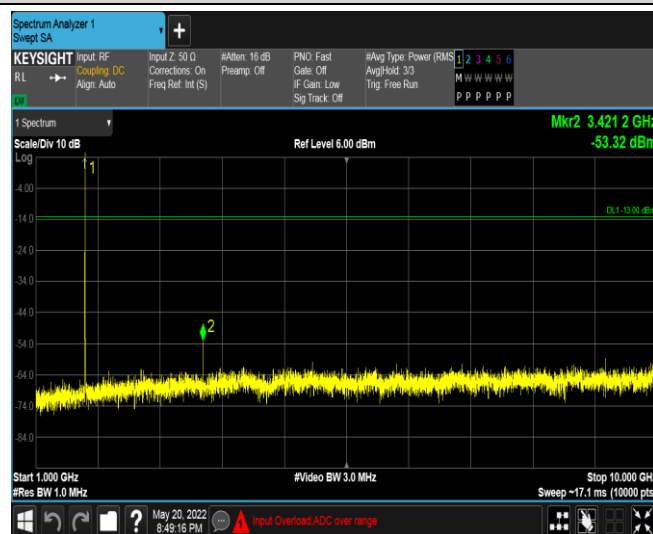 Spectrum Analyzer 1
Swept SA
+
KEYSIGHT
RL
Input: RF
Coupling: DC
Align: Auto
Input Z: 50 Ω
Corrections: On
Freq Ref: Int (S)
#Atten: 16 dB
Preamp: Off
PNO: Fast
Gate: Off
IF Gain: Low
Sig Track: Off
#Avg Type: Power (RMS
Avg|Hold: 3/3
Trig: Free Run
1 2 3 4 5 6
M W W W W W
P P P P P P
1 Spectrum
Scale/Div 10 dB
Ref Level 6.00 dBm
Mkr2 3.421 2 GHz
-53.32 dBm
Log
1
-4.00
DL1 -13.00 dBm
-14.0
-24.0
-34.0
-44.0
2
-54.0
-64.0
-74.0
-84.0
Start 1.000 GHz
#Video BW 3.0 MHz
Stop 10.000 GHz
#Res BW 1.0 MHz
Sweep ~17.1 ms (10000 pts
?
May 20, 2022
8:49:16 PM
Input Overload:ADC over range